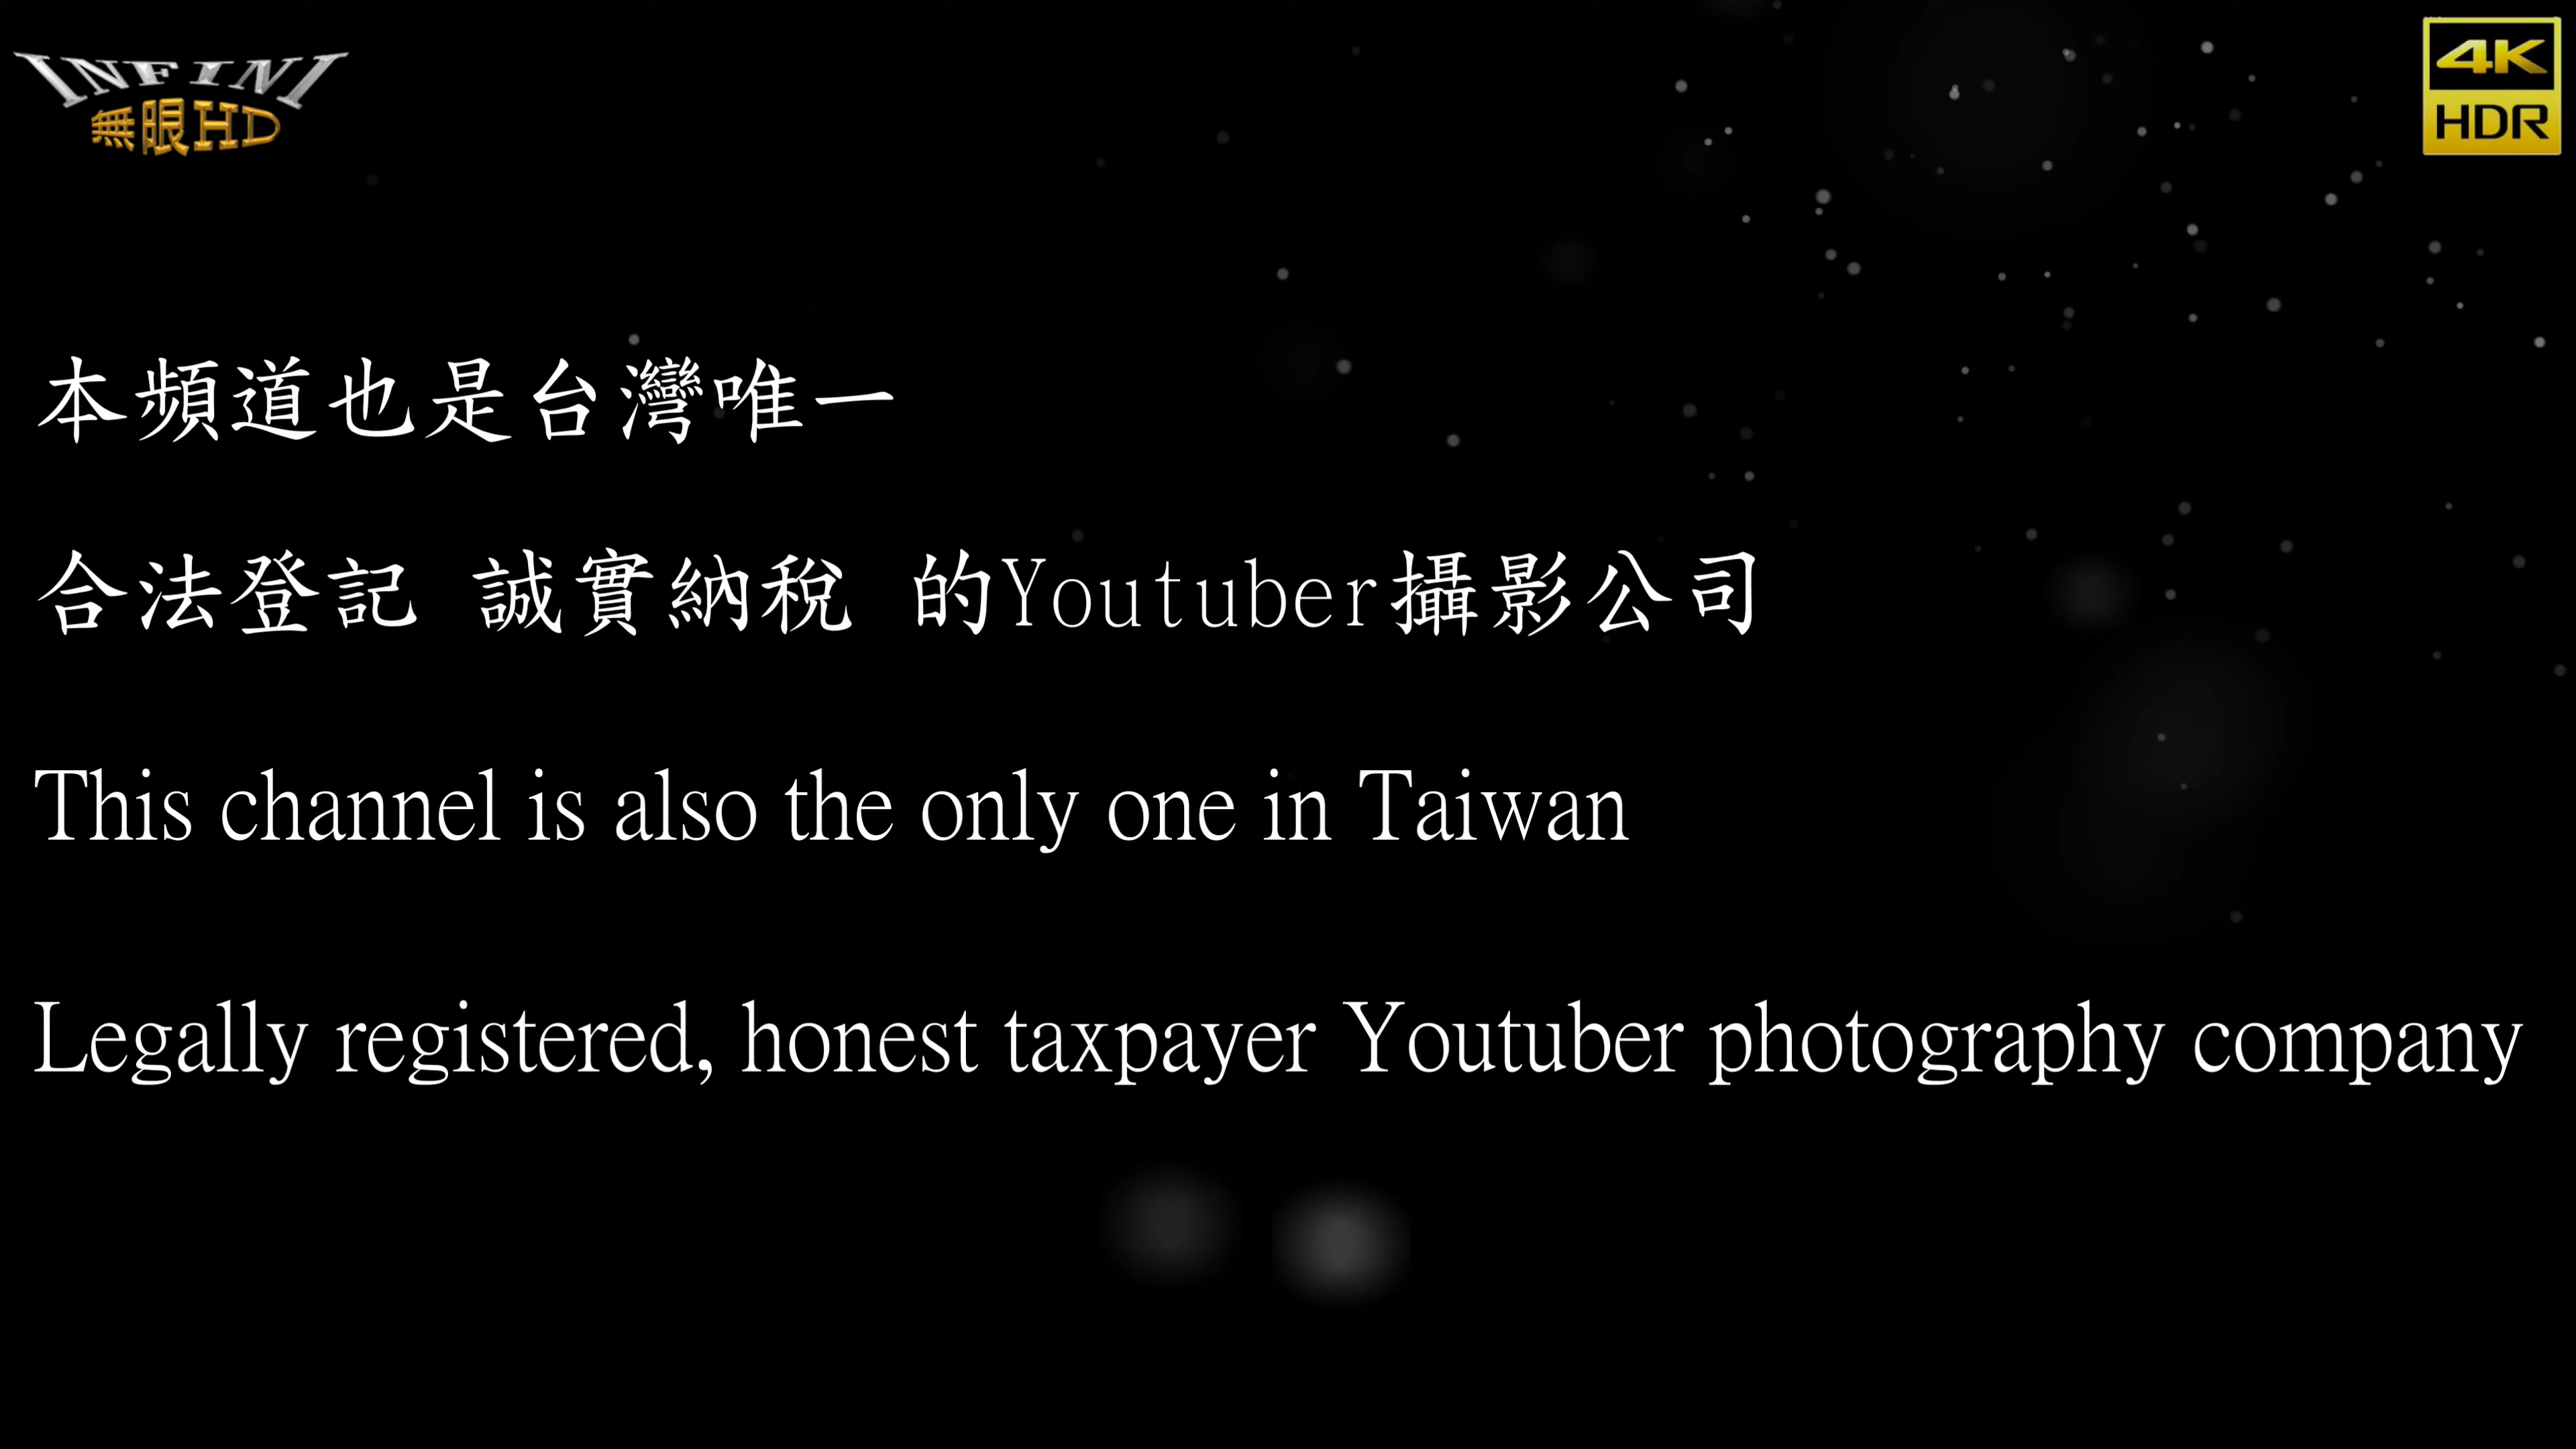 INFINI
無限HD
4K
HDR
本頻道也是台灣唯一
合法登記 誠實納稅 的Youtuber攝影公司
This channel is also the only one in Taiwan
Legally registered, honest taxpayer Youtuber photography company